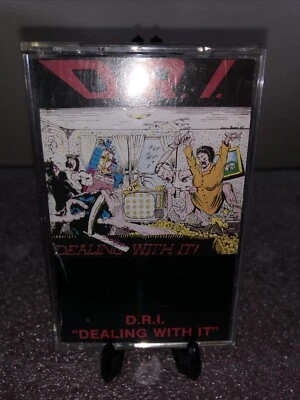 D.R.I.
DEALING WITH IT!
D.R.I.
"DEALING WITH IT"